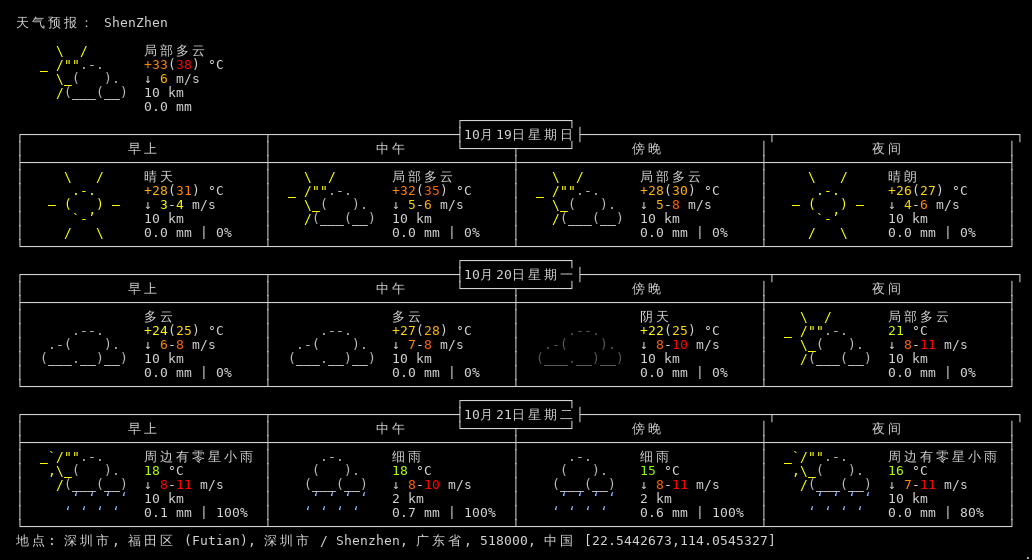 天气预报： ShenZhen
局部多云
+33(38) °C
↓ 6 m/s
10 km
0.0 mm
10月19日星期日
早上 中午 傍晚 夜间
晴天 局部多云 局部多云 晴朗
+28(31) °C +32(35) °C +28(30) °C +26(27) °C
↓ 3-4 m/s ↓ 5-6 m/s ↓ 5-8 m/s ↓ 4-6 m/s
10 km 10 km 10 km 10 km
0.0 mm | 0% 0.0 mm | 0% 0.0 mm | 0% 0.0 mm | 0%
10月20日星期一
早上 中午 傍晚 夜间
多云 多云 阴天 局部多云
+24(25) °C +27(28) °C +22(25) °C 21 °C
↓ 6-8 m/s ↓ 7-8 m/s ↓ 8-10 m/s ↓ 8-11 m/s
10 km 10 km 10 km 10 km
0.0 mm | 0% 0.0 mm | 0% 0.0 mm | 0% 0.0 mm | 0%
10月21日星期二
早上 中午 傍晚 夜间
周边有零星小雨 细雨 细雨 周边有零星小雨
18 °C 18 °C 15 °C 16 °C
↓ 8-11 m/s ↓ 8-10 m/s ↓ 8-11 m/s ↓ 7-11 m/s
10 km 2 km 2 km 10 km
0.1 mm | 100% 0.7 mm | 100% 0.6 mm | 100% 0.0 mm | 80%
地点: 深圳市, 福田区 (Futian), 深圳市 / Shenzhen, 广东省, 518000, 中国 [22.5442673,114.0545327]